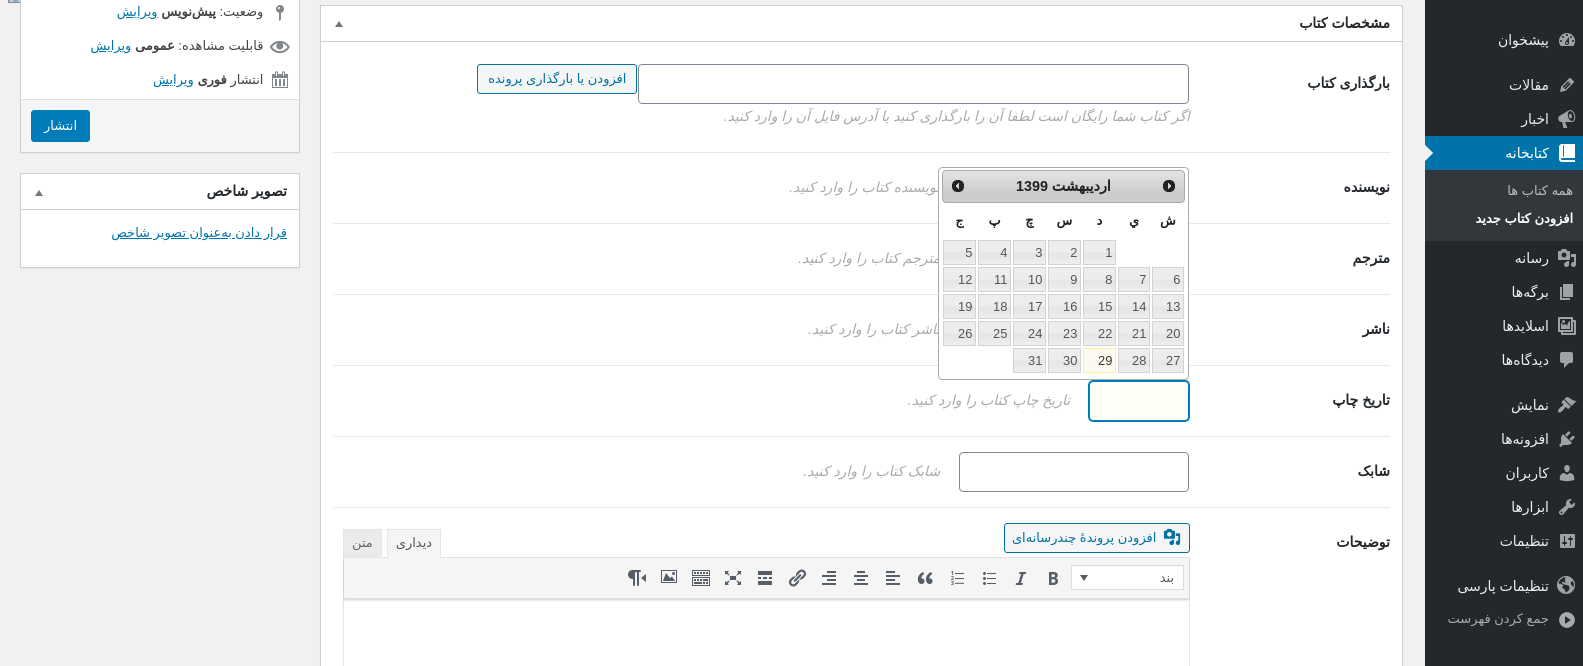 پیشخوان
مقالات
اخبار
کتابخانه
همه کتاب ها
افزودن کتاب جدید
رسانه
برگه‌ها
اسلایدها
دیدگاه‌ها
نمایش
افزونه‌ها
کاربران
ابزارها
تنظیمات
تنظیمات پارسی
جمع کردن فهرست
مشخصات کتاب
بارگذاری کتاب
افزودن یا بارگذاری پرونده
اگر کتاب شما رایگان است لطفا آن را بارگذاری کنید یا آدرس فایل آن را وارد کنید.
نویسنده
نویسنده کتاب را وارد کنید.
مترجم
مترجم کتاب را وارد کنید.
ناشر
ناشر کتاب را وارد کنید.
اردیبهشت 1399
ش ي د س چ پ ج
1 2 3 4 5
6 7 8 9 10 11 12
13 14 15 16 17 18 19
20 21 22 23 24 25 26
27 28 29 30 31
تاریخ چاپ
تاریخ چاپ کتاب را وارد کنید.
شابک
شابک کتاب را وارد کنید.
توضیحات
افزودن پروندهٔ چندرسانه‌ای
دیداری
متن
بند
وضعیت: پیش‌نویس ویرایش
قابلیت مشاهده: عمومی ویرایش
انتشار فوری ویرایش
انتشار
تصویر شاخص
قرار دادن به‌عنوان تصویر شاخص